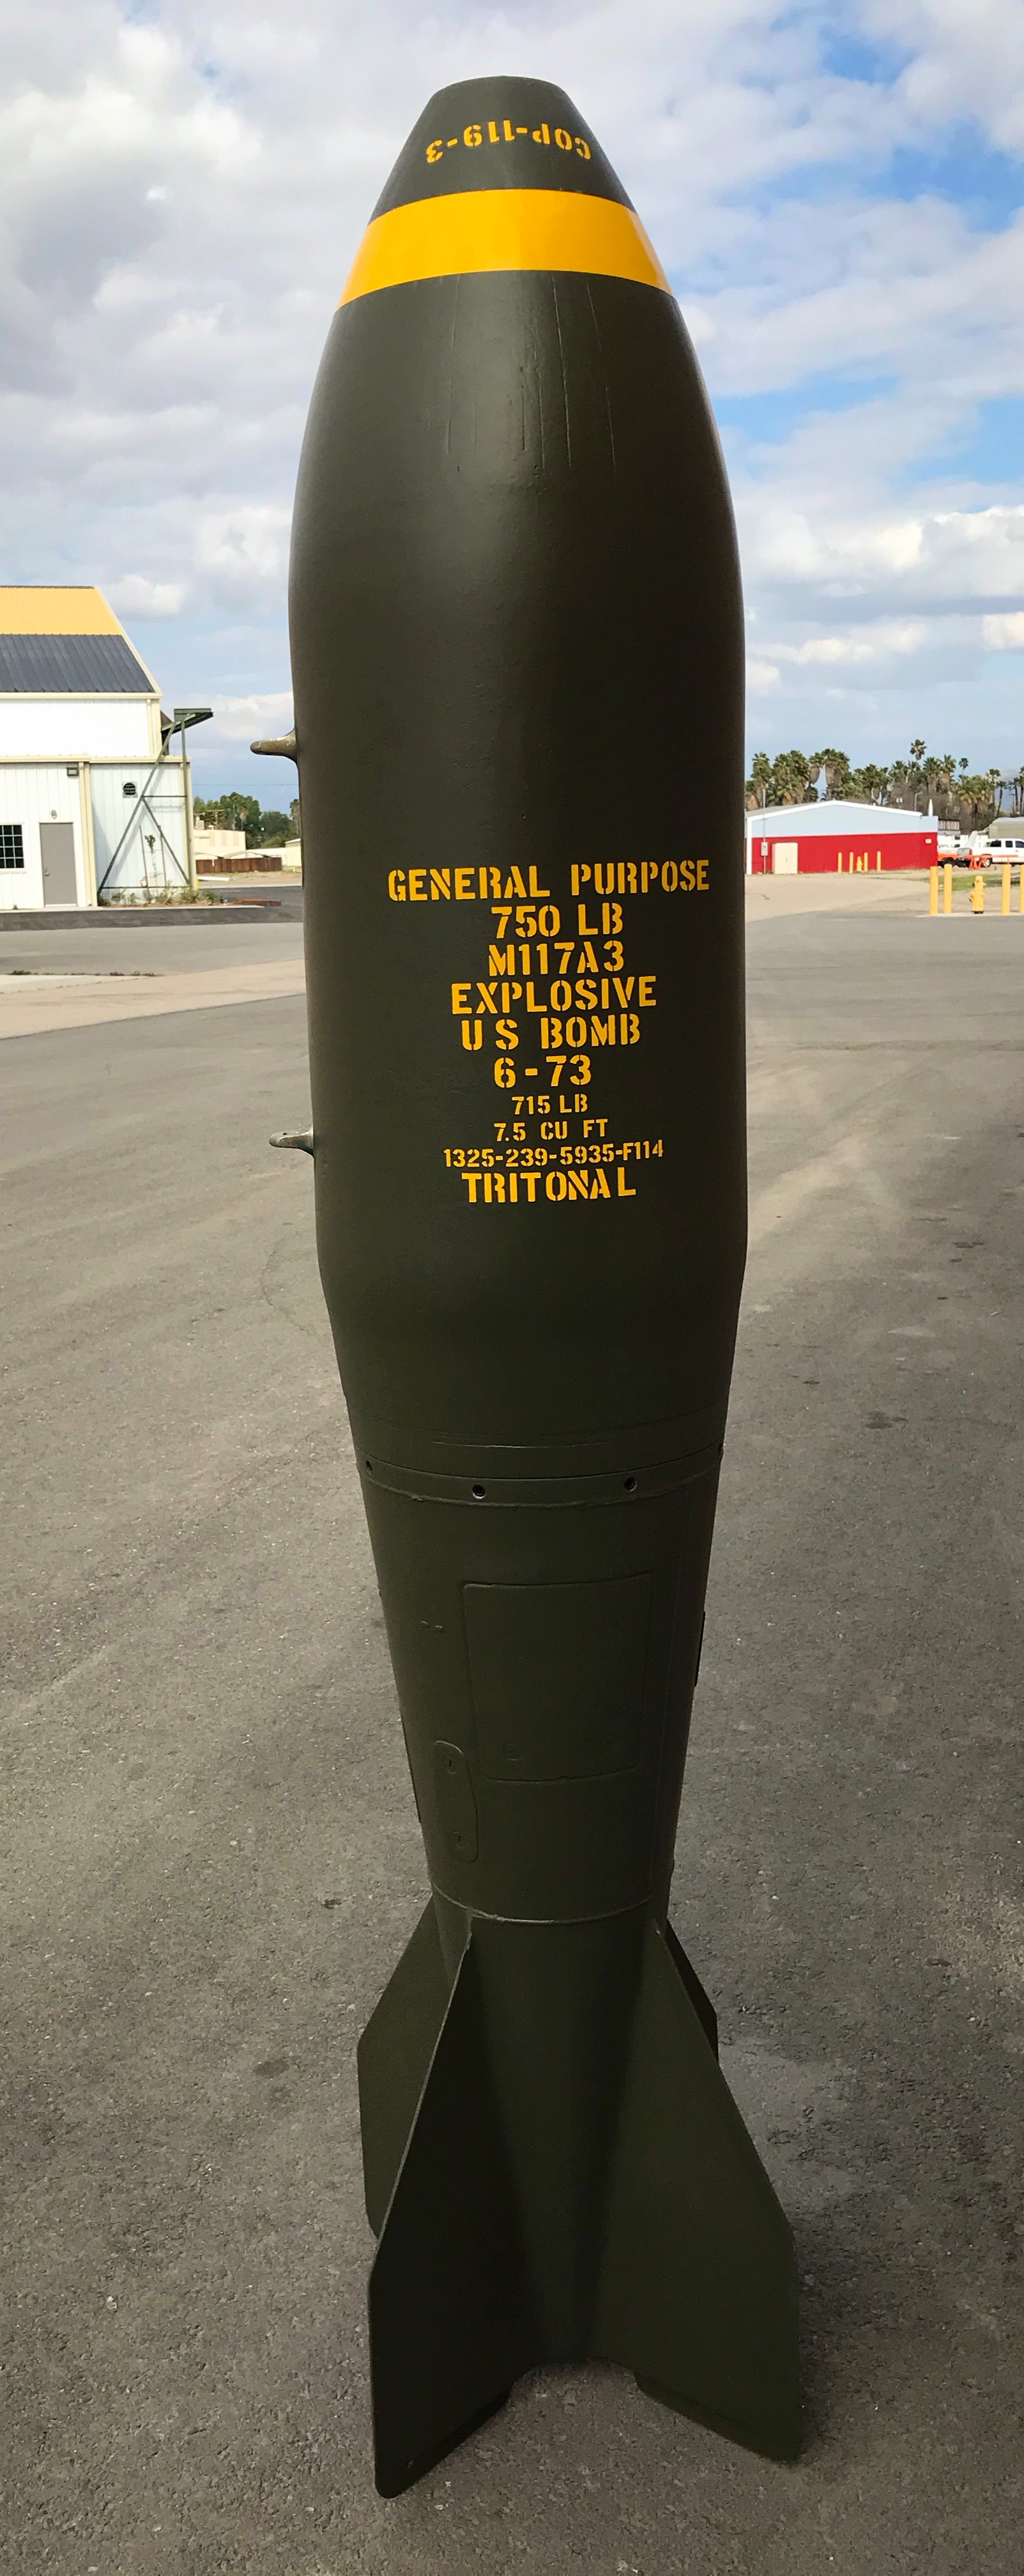 COP-119-3
GENERAL PURPOSE
750 LB
M117A3
EXPLOSIVE
U S BOMB
6-73
715 LB
7.5 CU FT
1325-239-5935-F114
TRITONAL